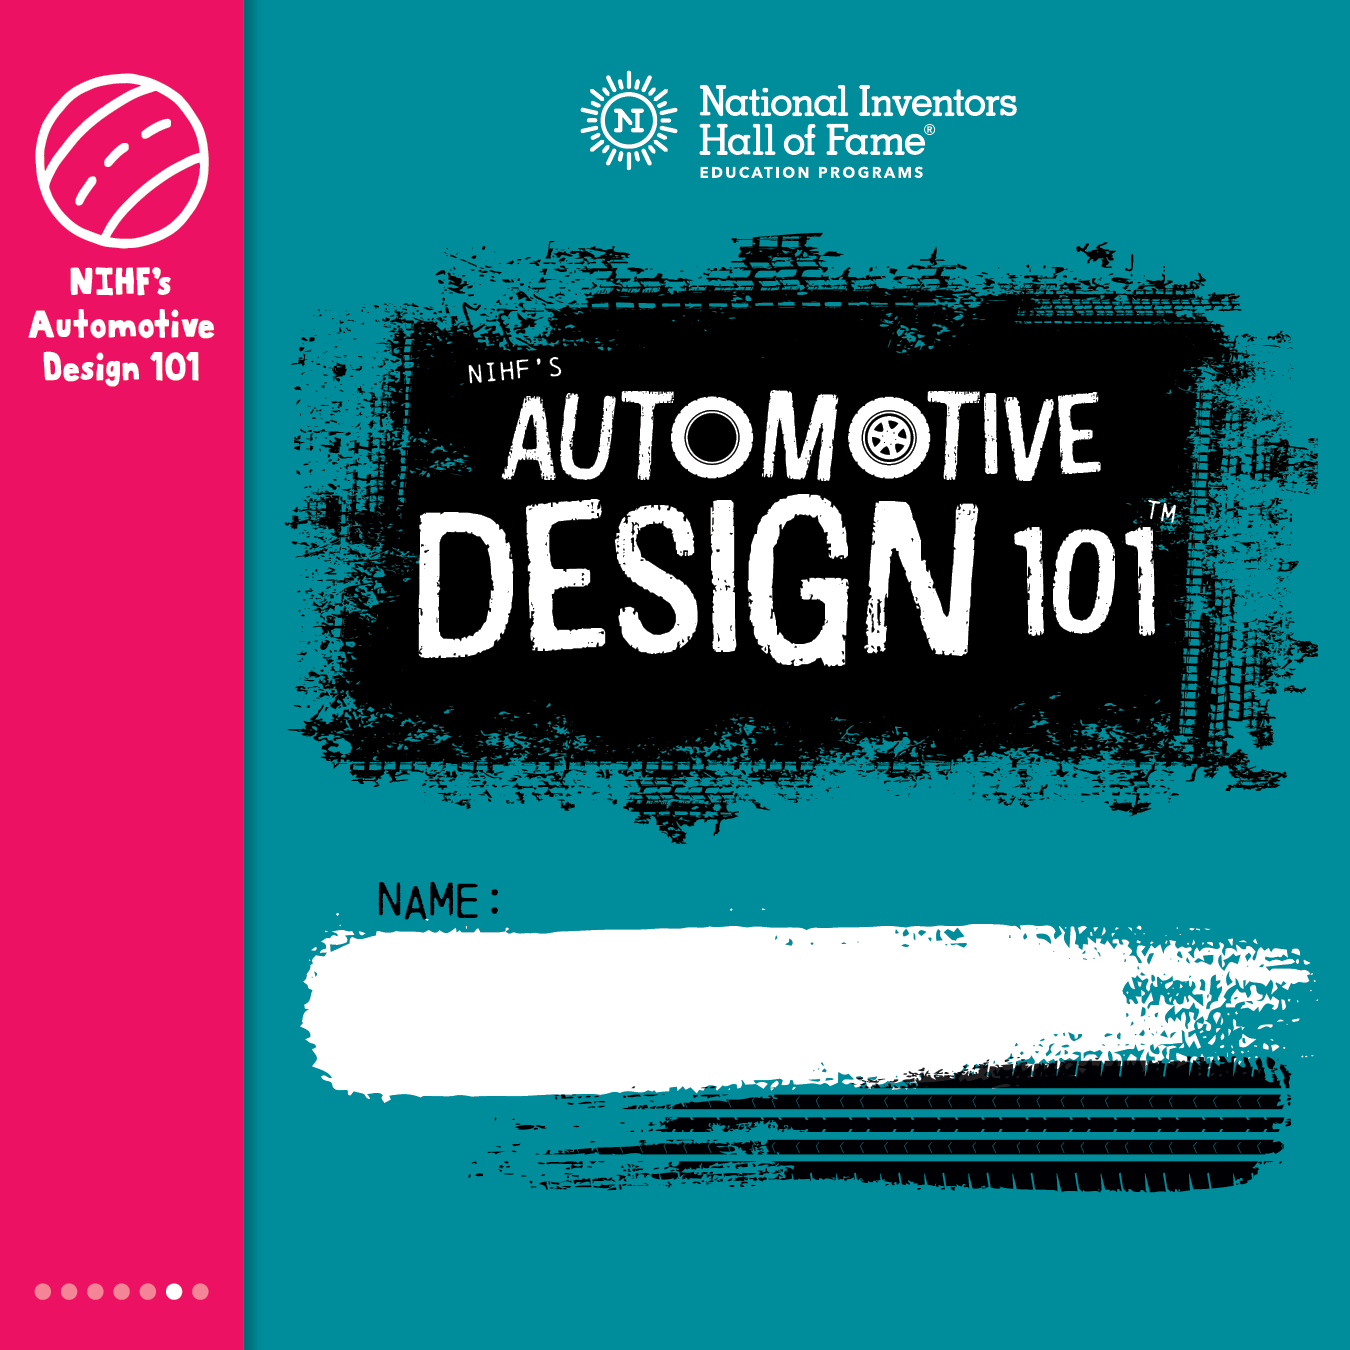 NIHF's
Automotive
Design 101
N
National Inventors
Hall of Fame®
EDUCATION PROGRAMS
NIHF'S
AUTOMOTIVE
DESIGN 101™
NAME: